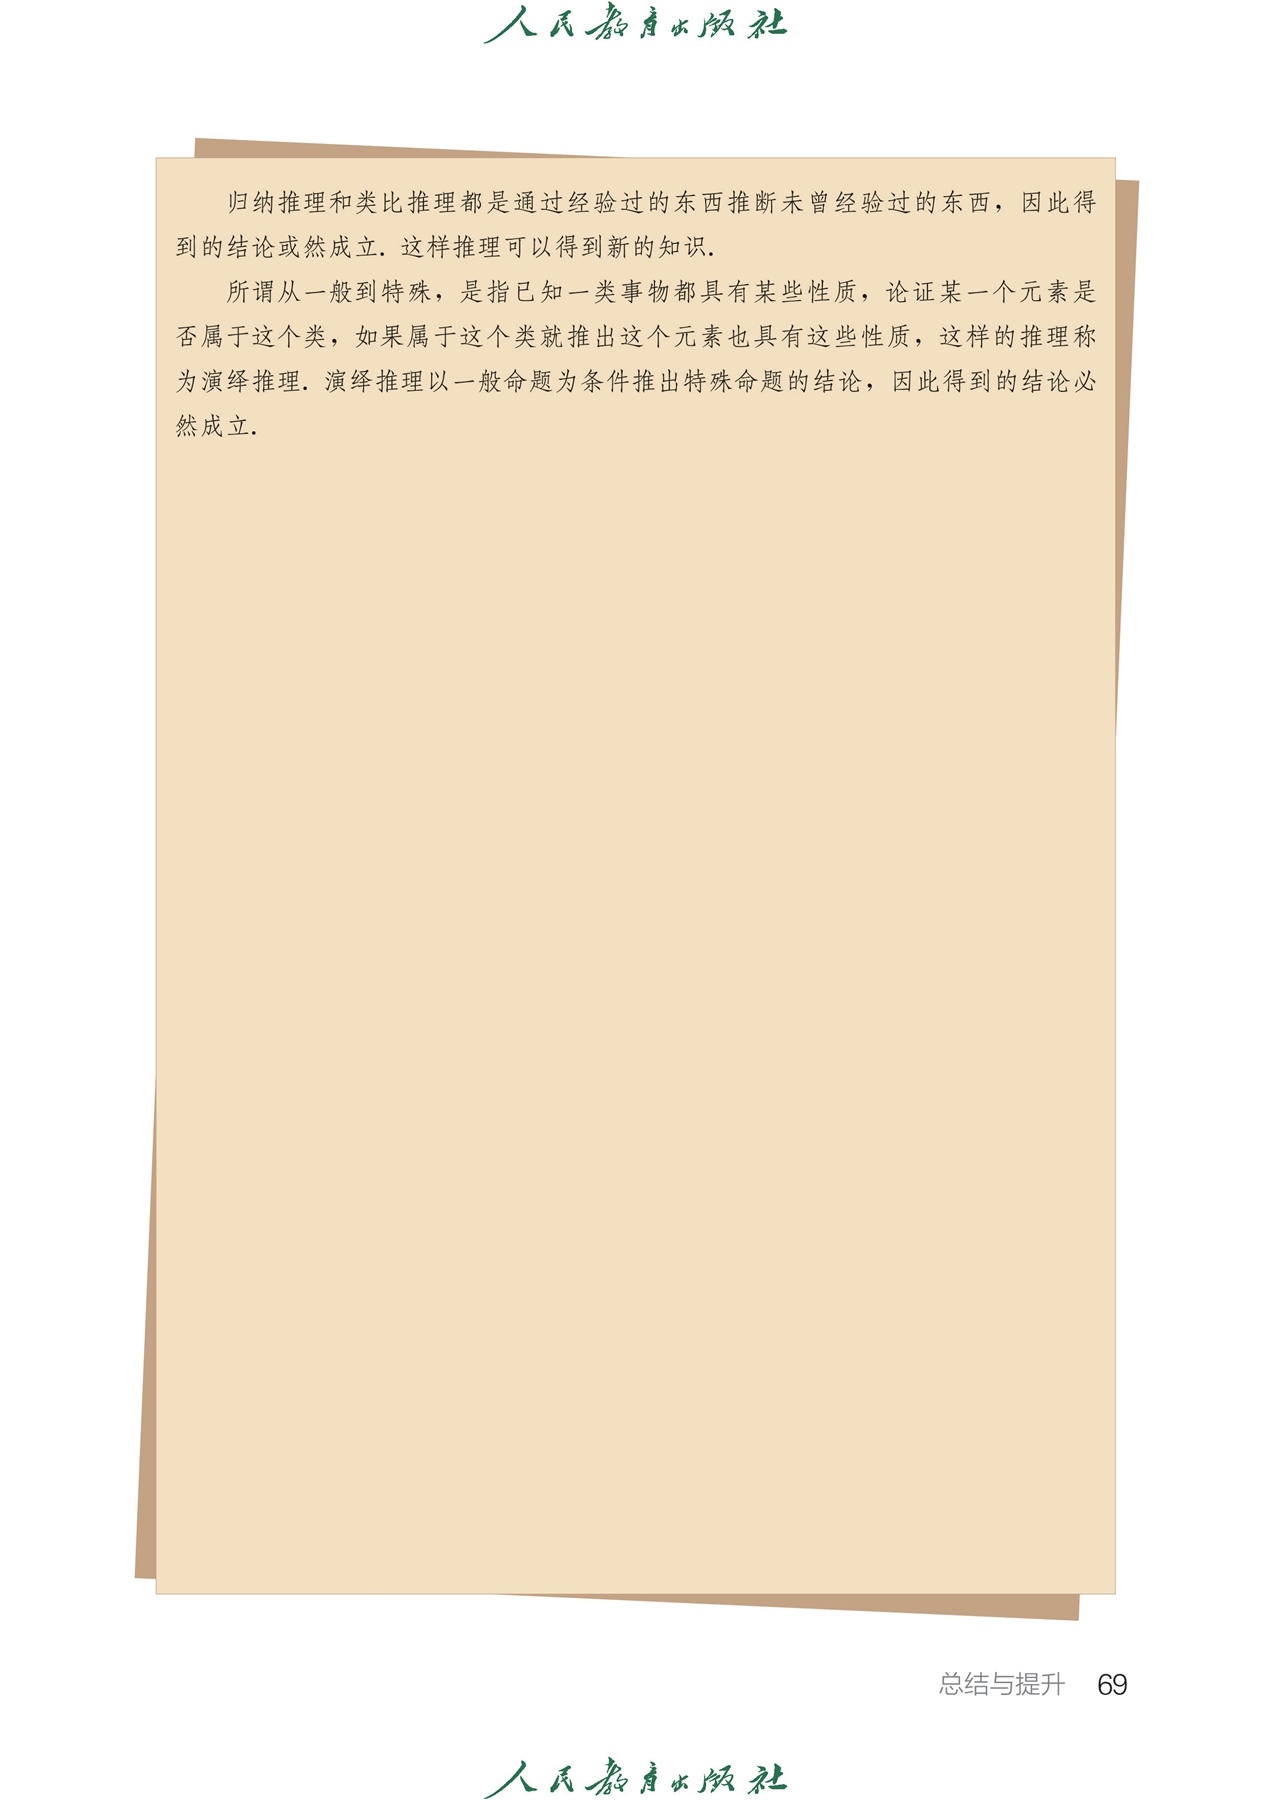 人民教育出版社
归纳推理和类比推理都是通过经验过的东西推断未曾经验过的东西，因此得
到的结论或然成立．这样推理可以得到新的知识．
所谓从一般到特殊，是指已知一类事物都具有某些性质，论证某一个元素是
否属于这个类，如果属于这个类就推出这个元素也具有这些性质，这样的推理称
为演绎推理．演绎推理以一般命题为条件推出特殊命题的结论，因此得到的结论必
然成立．
总结与提升 69
人民教育出版社